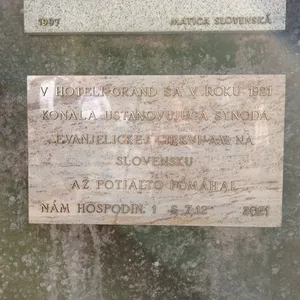 1997 MATICA SLOVENSKÁ
V HOTELI GRAND SA V ROKU 1921
KONALA USTANOVUJÚCA SYNODA
EVANJELICKEJ CIRKVI A.V. NA
SLOVENSKU
AŽ POTIAĽTO POMÁHAL
NÁM HOSPODIN. 1 S 7,12 2021